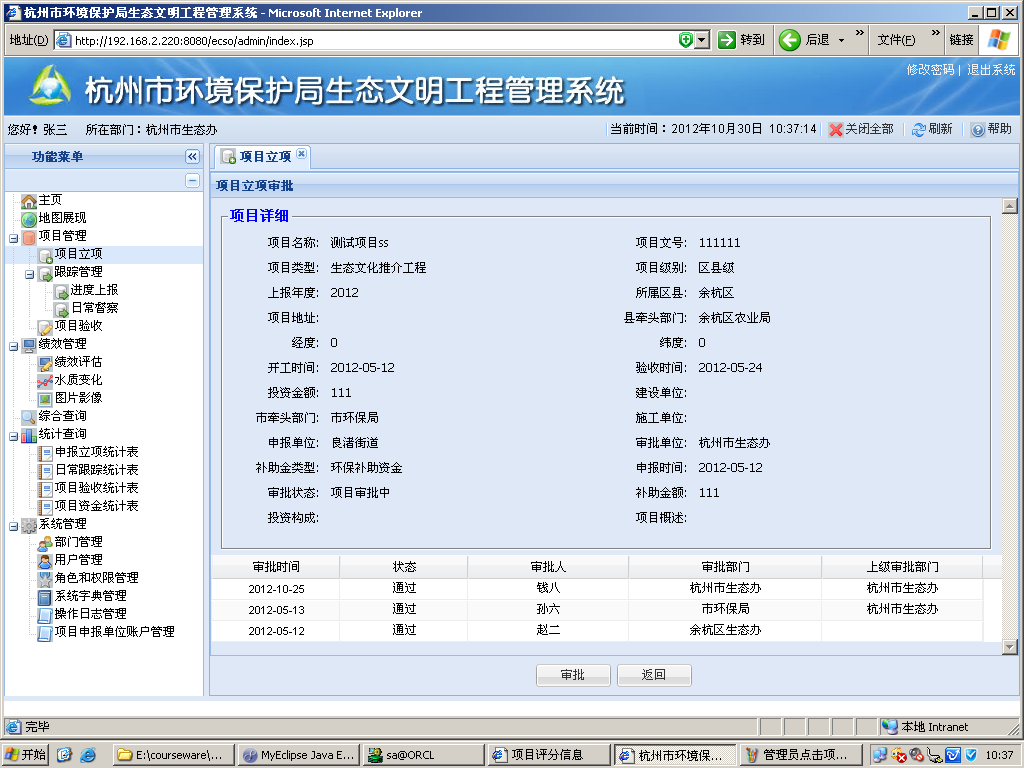 杭州市环境保护局生态文明工程管理系统 - Microsoft Internet Explorer
地址(D) http://192.168.2.220:8080/ecso/admin/index.jsp 转到 后退 » 文件(F) » 链接
杭州市环境保护局生态文明工程管理系统 修改密码 | 退出系统
您好! 张三 所在部门：杭州市生态办 当前时间：2012年10月30日 10:37:14 关闭全部 刷新 帮助
功能菜单
主页
地图展现
项目管理
项目立项
跟踪管理
进度上报
日常督察
项目验收
绩效管理
绩效评估
水质变化
图片影像
综合查询
统计查询
申报立项统计表
日常跟踪统计表
项目验收统计表
项目资金统计表
系统管理
部门管理
用户管理
角色和权限管理
系统字典管理
操作日志管理
项目申报单位账户管理
项目立项
项目立项审批
项目详细
项目名称: 测试项目ss 项目文号: 111111
项目类型: 生态文化推介工程 项目级别: 区县级
上报年度: 2012 所属区县: 余杭区
项目地址: 县牵头部门: 余杭区农业局
经度: 0 纬度: 0
开工时间: 2012-05-12 验收时间: 2012-05-24
投资金额: 111 建设单位:
市牵头部门: 市环保局 施工单位:
申报单位: 良渚街道 审批单位: 杭州市生态办
补助金类型: 环保补助资金 申报时间: 2012-05-12
审批状态: 项目审批中 补助金额: 111
投资构成: 项目概述:
审批时间 状态 审批人 审批部门 上级审批部门
2012-10-25 通过 钱八 杭州市生态办 杭州市生态办
2012-05-13 通过 孙六 市环保局 杭州市生态办
2012-05-12 通过 赵二 余杭区生态办
审批 返回
完毕 本地 Intranet
开始 E:\courseware\... MyEclipse Java E... sa@ORCL 项目评分信息 杭州市环境保... 管理员点击项... 10:37